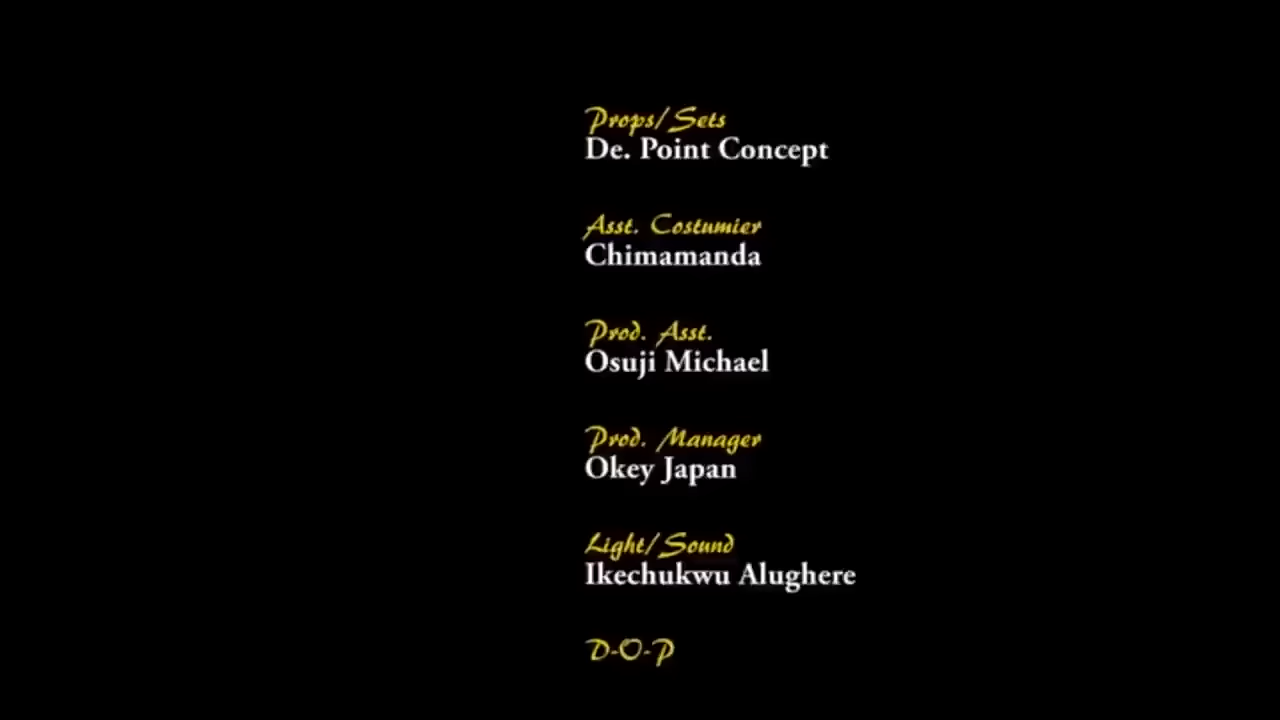 Props/Sets
De. Point Concept
Asst. Costumier
Chimamanda
Prod. Asst.
Osuji Michael
Prod. Manager
Okey Japan
Light/Sound
Ikechukwu Alughere
D-O-P